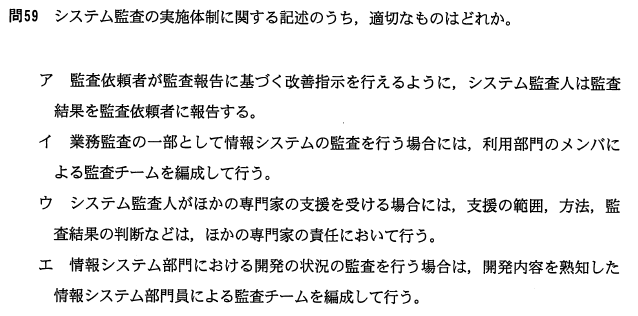 問59 システム監査の実施体制に関する記述のうち，適切なものはどれか。
ア 監査依頼者が監査報告に基づく改善指示を行えるように，システム監査人は監査
結果を監査依頼者に報告する。
イ 業務監査の一部として情報システムの監査を行う場合には，利用部門のメンバに
よる監査チームを編成して行う。
ウ システム監査人がほかの専門家の支援を受ける場合には，支援の範囲，方法，監
査結果の判断などは，ほかの専門家の責任において行う。
エ 情報システム部門における開発の状況の監査を行う場合は，開発内容を熟知した
情報システム部門員による監査チームを編成して行う。